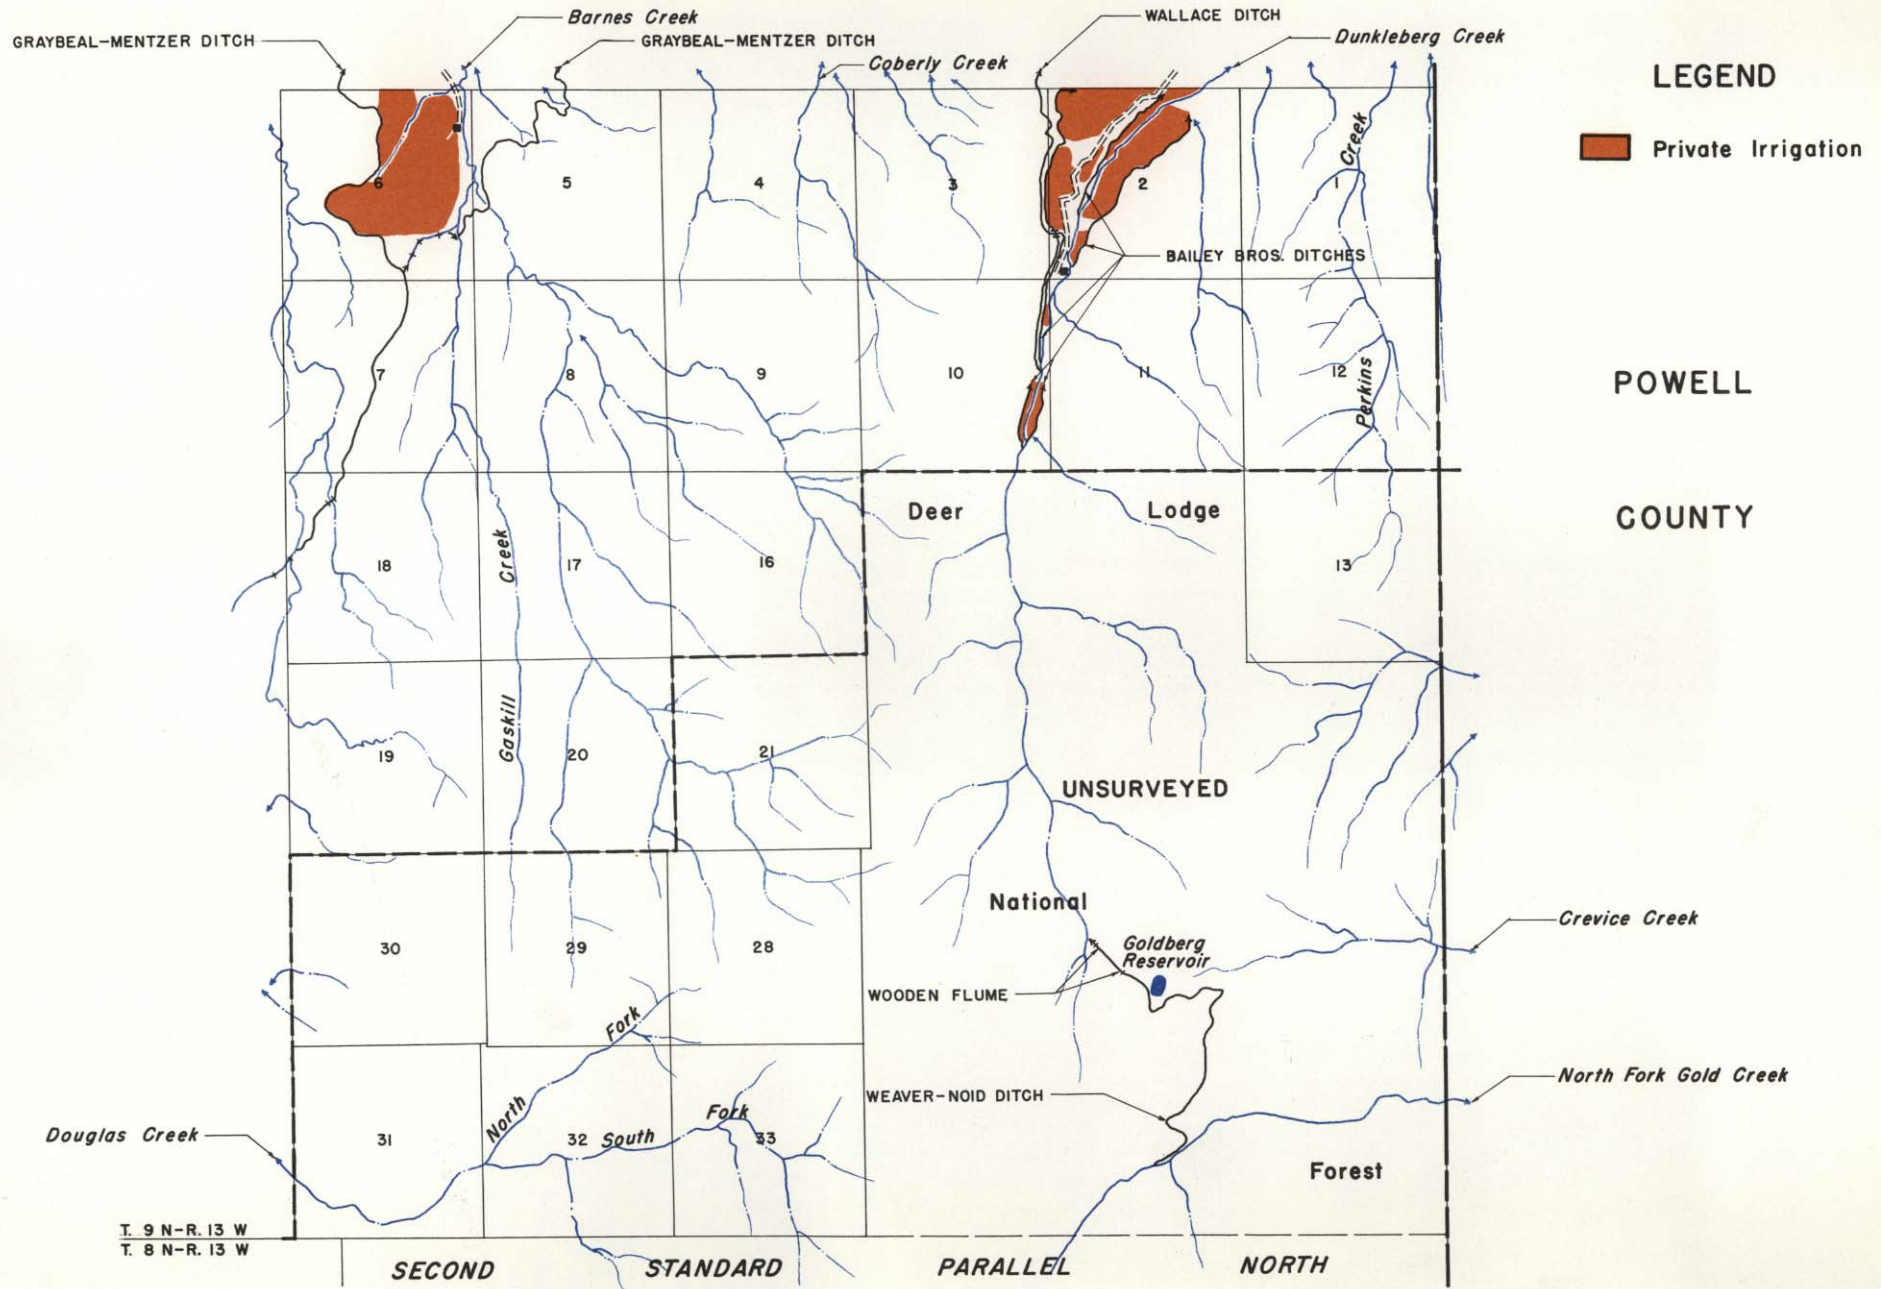 Barnes Creek
WALLACE DITCH
GRAYBEAL-MENTZER DITCH
GRAYBEAL-MENTZER DITCH
Dunkleberg Creek
Coberly Creek
LEGEND
Private Irrigation
6
5
4
3
2
1
Creek
BAILEY BROS. DITCHES
7
8
9
10
11
12
Perkins
POWELL
COUNTY
Deer
Lodge
18
Creek
17
16
13
19
Gaskill
20
21
UNSURVEYED
National
30
29
28
Goldberg
Reservoir
Crevice Creek
WOODEN FLUME
Fork
North Fork Gold Creek
WEAVER-NOID DITCH
North
Fork
Douglas Creek
31
32
South
33
Forest
T. 9 N-R. 13 W
T. 8 N-R. 13 W
SECOND STANDARD PARALLEL NORTH